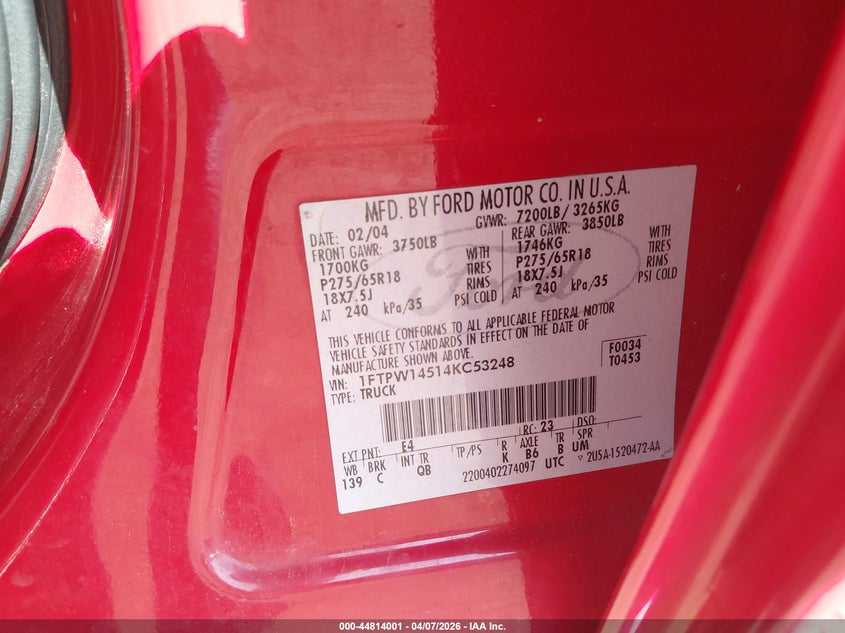 MFD. BY FORD MOTOR CO. IN U.S.A.
DATE: 02/04 GVWR: 7200LB/ 3265KG
FRONT GAWR: 3750LB REAR GAWR: 3850LB
1700KG WITH 1746KG WITH
P275/65R18 TIRES P275/65R18 TIRES
18X7.5J RIMS 18X7.5J RIMS
AT 240 kPa/35 PSI COLD AT 240 kPa/35 PSI COLD
THIS VEHICLE CONFORMS TO ALL APPLICABLE FEDERAL MOTOR
VEHICLE SAFETY STANDARDS IN EFFECT ON THE DATE OF
MANUFACTURE SHOWN ABOVE.
VIN: 1FTPW14514KC53248 F0034
TYPE: TRUCK T0453
EXT PNT: E4 RC: 23 DSO:
WB BRK INT TR TP/PS R AXLE TR SPR
139 C QB K B6 B UM
2200402274097 UTC 2U5A-1520472-AA
Ford
000-44814001 - 04/07/2026 - IAA Inc.